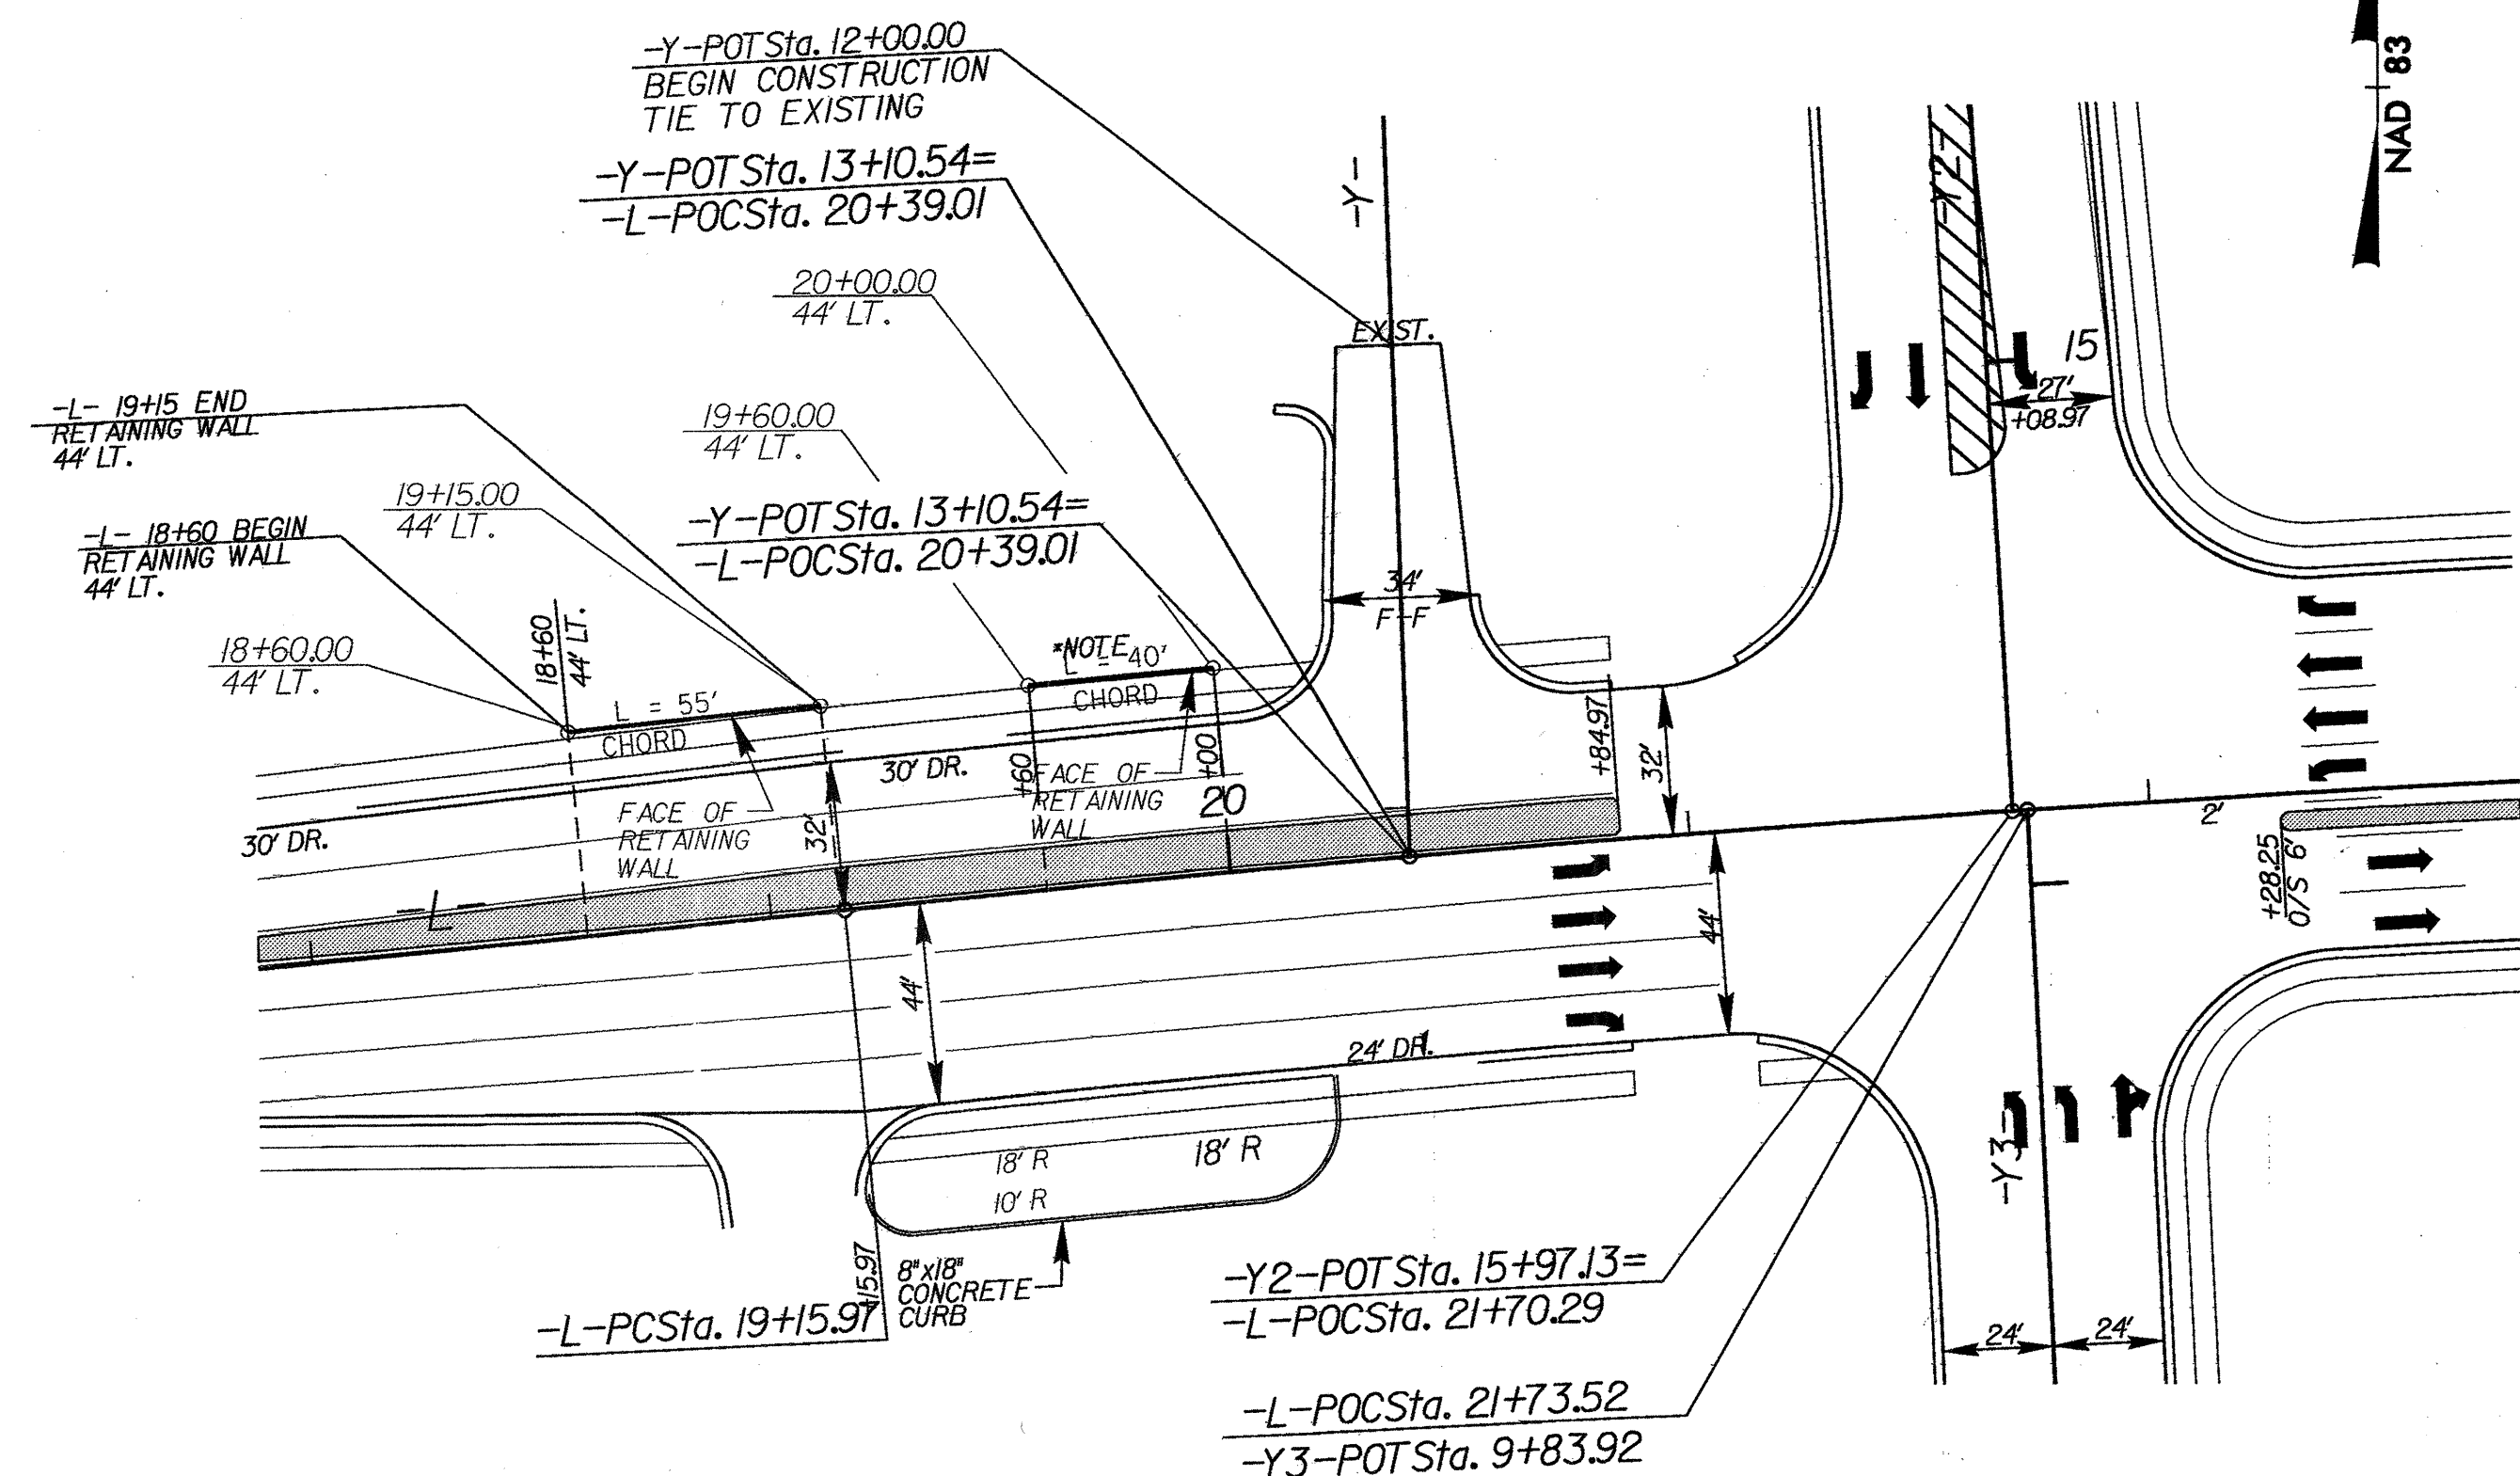 -Y-POT Sta. 12+00.00
BEGIN CONSTRUCTION
TIE TO EXISTING
-Y-POT Sta. 13+10.54=
-L-POC Sta. 20+39.01
20+00.00
44' LT.
19+60.00
44' LT.
-L- 19+15 END
RETAINING WALL
44' LT.
19+15.00
44' LT.
-Y-POT Sta. 13+10.54=
-L-POC Sta. 20+39.01
-L- 18+60 BEGIN
RETAINING WALL
44' LT.
18+60.00
44' LT.
18+60
44' LT.
L = 55'
CHORD
*NOTE
L = 40'
CHORD
-Y-
EXIST.
34'
F-F
-Y2-
15
27'
+08.97
NAD 83
30' DR.
30' DR.
FACE OF
RETAINING
WALL
+60
FACE OF
RETAINING
WALL
+00
20
32'
+84.97
32'
-L-
44'
44'
2'
+28.25
O/S 6'
24' DR.
18' R
10' R
18' R
8"x18"
CONCRETE
CURB
+15.97
-L-PC Sta. 19+15.97
-Y3-
24'
24'
-Y2-POT Sta. 15+97.13=
-L-POC Sta. 21+70.29
-L-POC Sta. 21+73.52
-Y3-POT Sta. 9+83.92